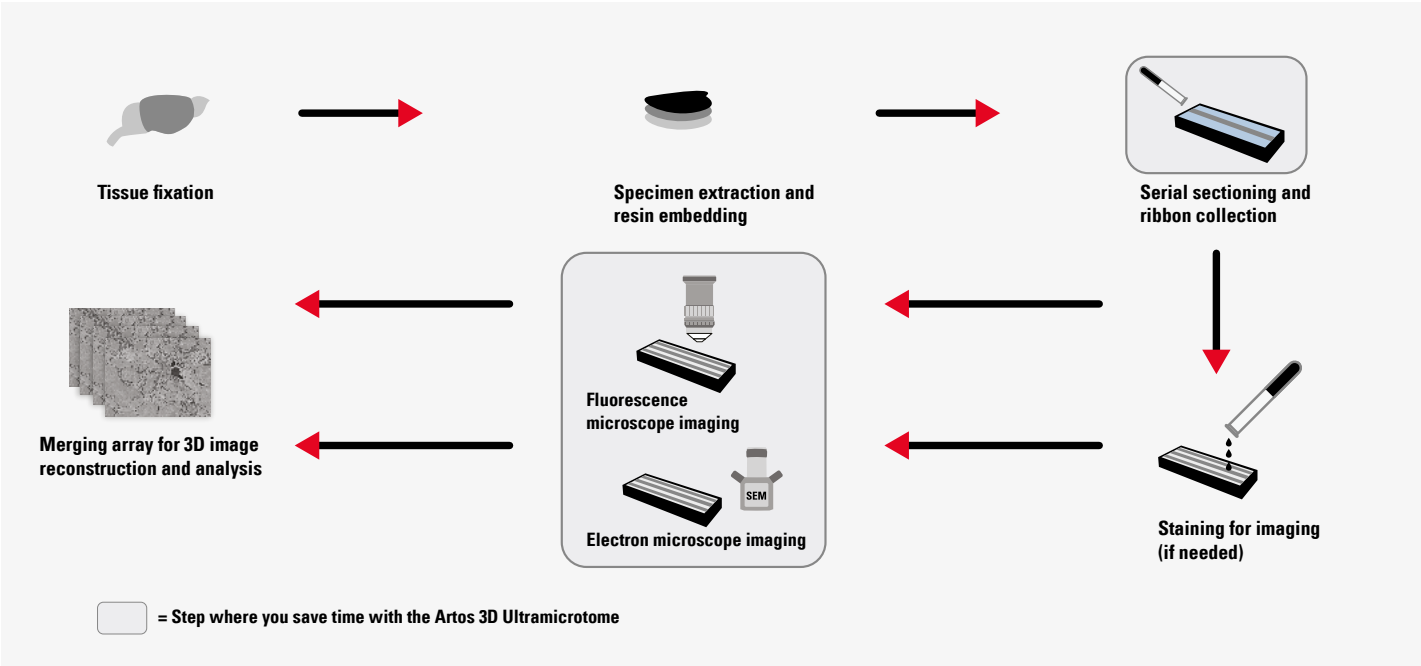 Tissue fixation
Specimen extraction and
resin embedding
Serial sectioning and
ribbon collection
Staining for imaging
(if needed)
Fluorescence
microscope imaging
SEM
Electron microscope imaging
Merging array for 3D image
reconstruction and analysis
= Step where you save time with the Artos 3D Ultramicrotome